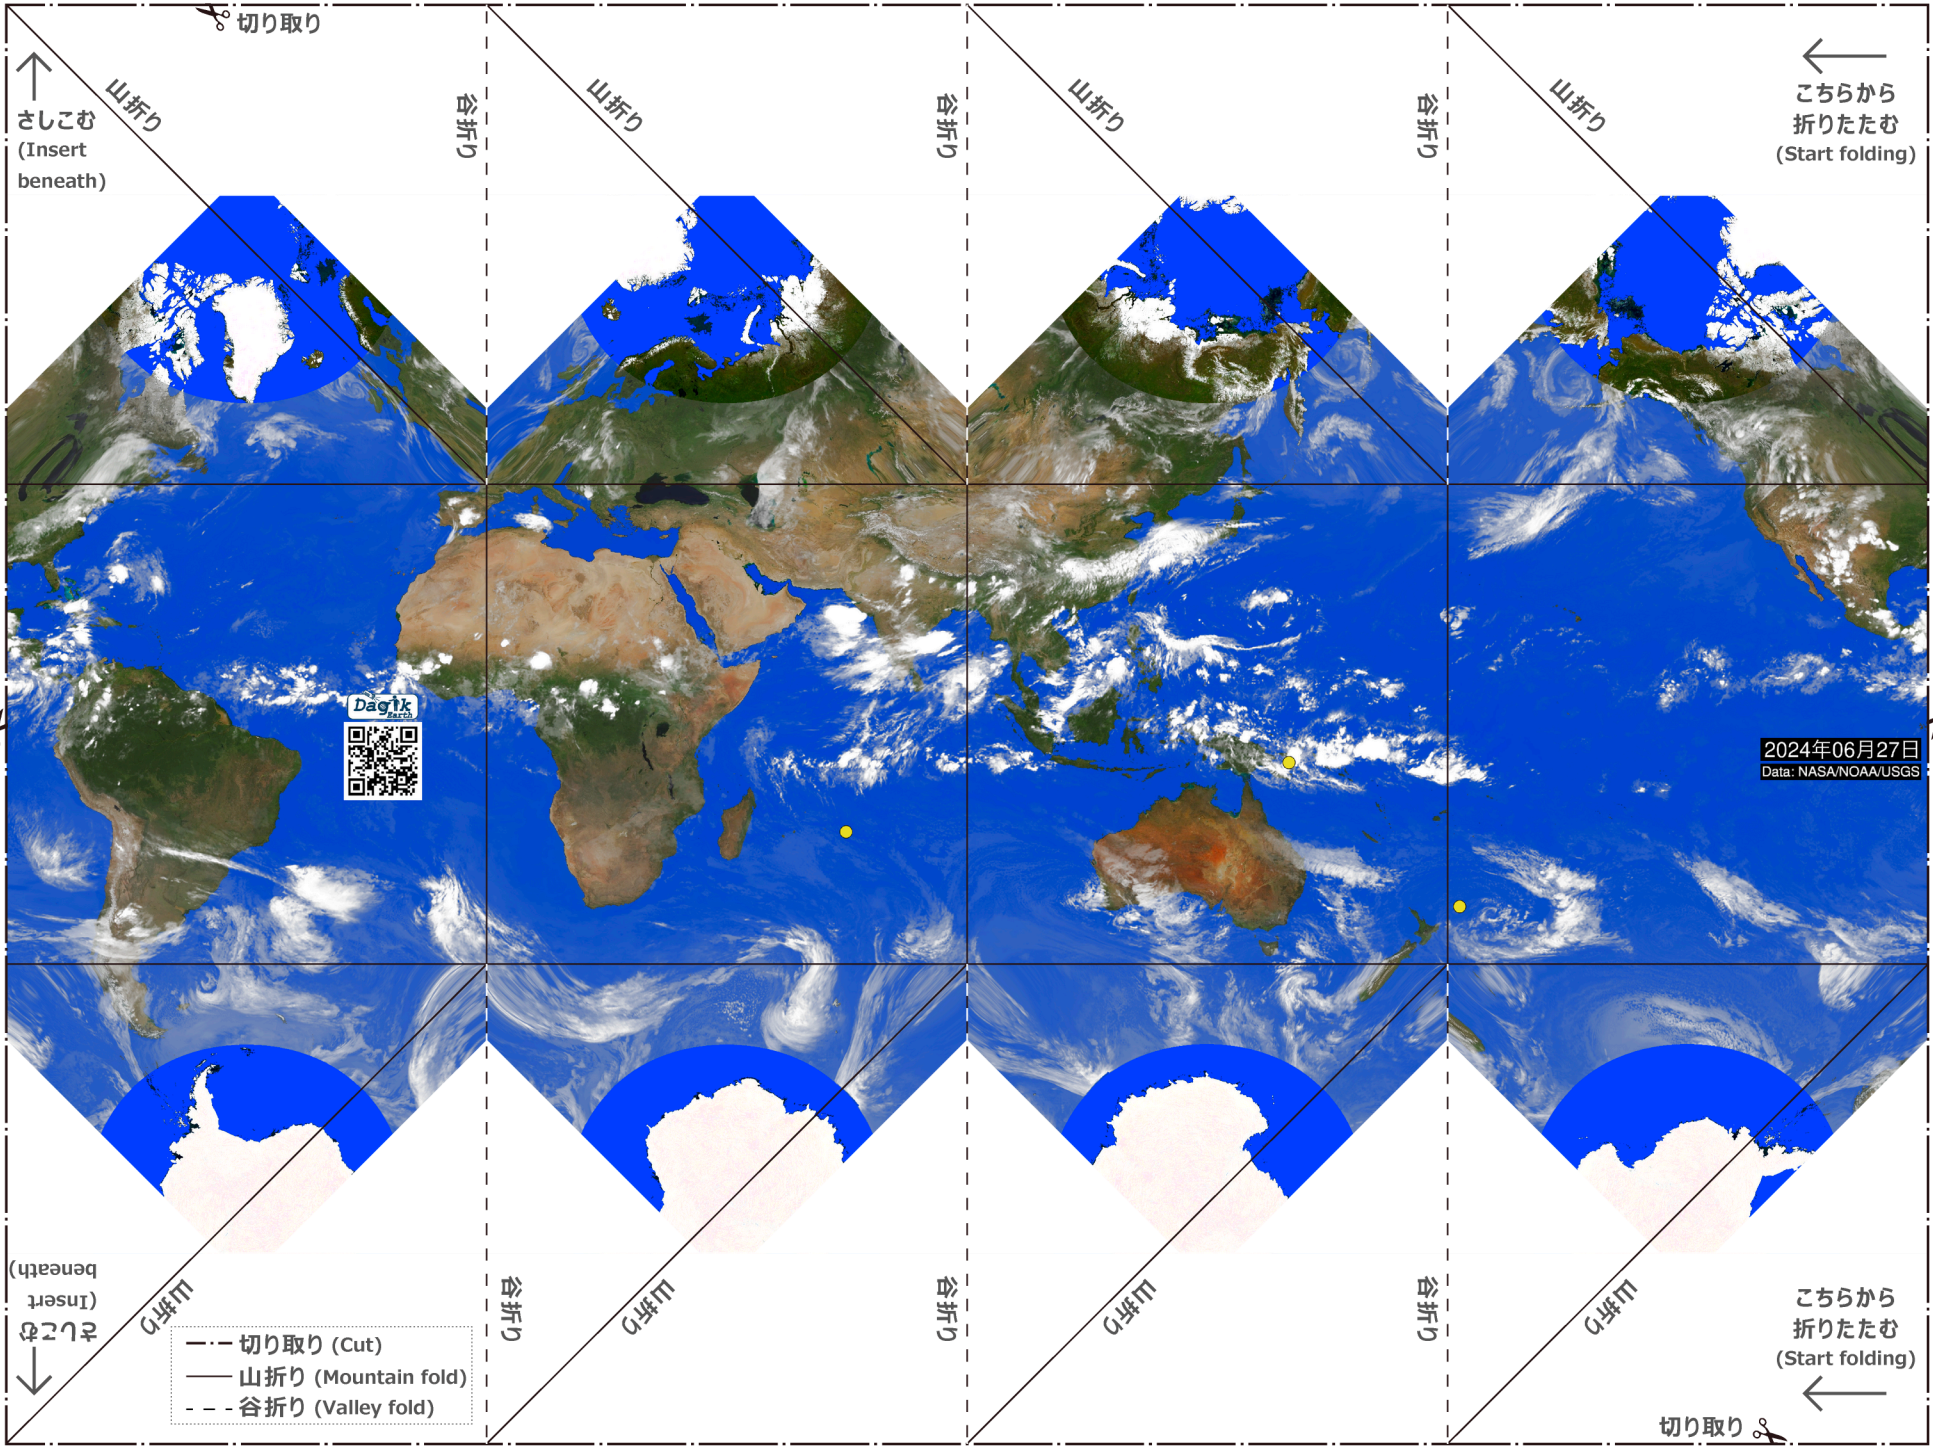 切り取り
さしこむ
(Insert
beneath)
山折り
谷折り
山折り
谷折り
山折り
谷折り
山折り
こちらから
折りたたむ
(Start folding)
Dagik
Earth
2024年06月27日
Data: NASA/NOAA/USGS
さしこむ
(Insert
beneath)
山折り
谷折り
山折り
谷折り
山折り
谷折り
山折り
こちらから
折りたたむ
(Start folding)
切り取り (Cut)
山折り (Mountain fold)
谷折り (Valley fold)
切り取り